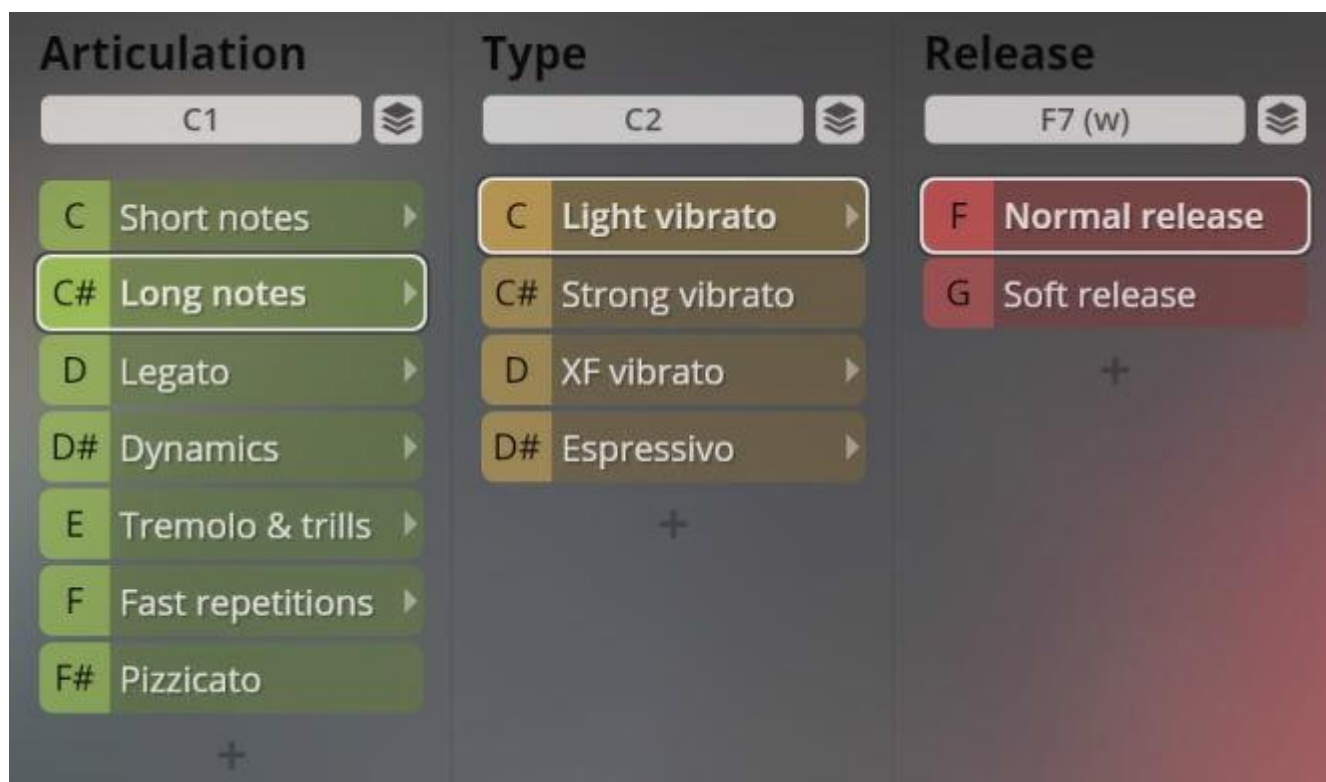 Articulation
C1
C Short notes
C# Long notes
D Legato
D# Dynamics
E Tremolo & trills
F Fast repetitions
F# Pizzicato
+
Type
C2
C Light vibrato
C# Strong vibrato
D XF vibrato
D# Espressivo
+
Release
F7 (w)
F Normal release
G Soft release
+